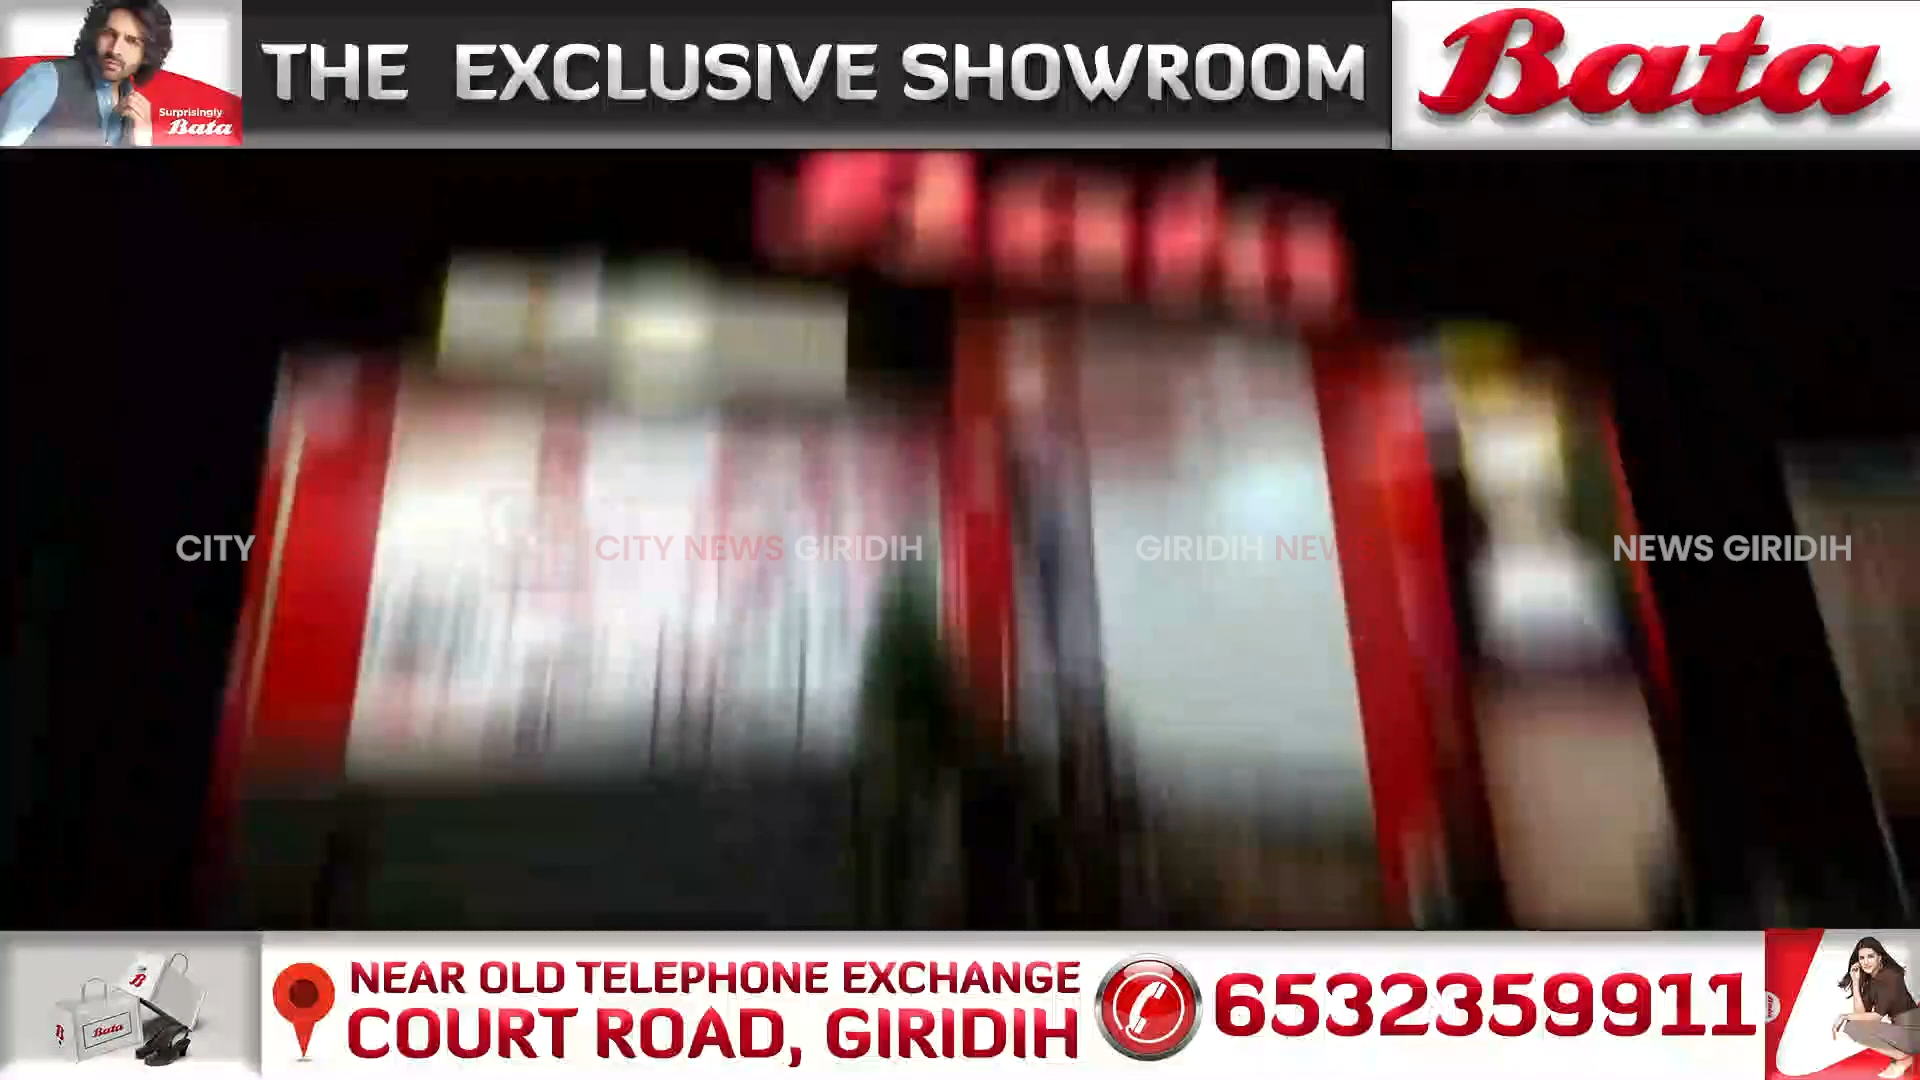 THE EXCLUSIVE SHOWROOM
Bata
Surprisingly
Bata
CITY
CITY NEWS GIRIDIH
GIRIDIH NEWS
NEWS GIRIDIH
B
Bata
NEAR OLD TELEPHONE EXCHANGE
COURT ROAD, GIRIDIH
6532359911